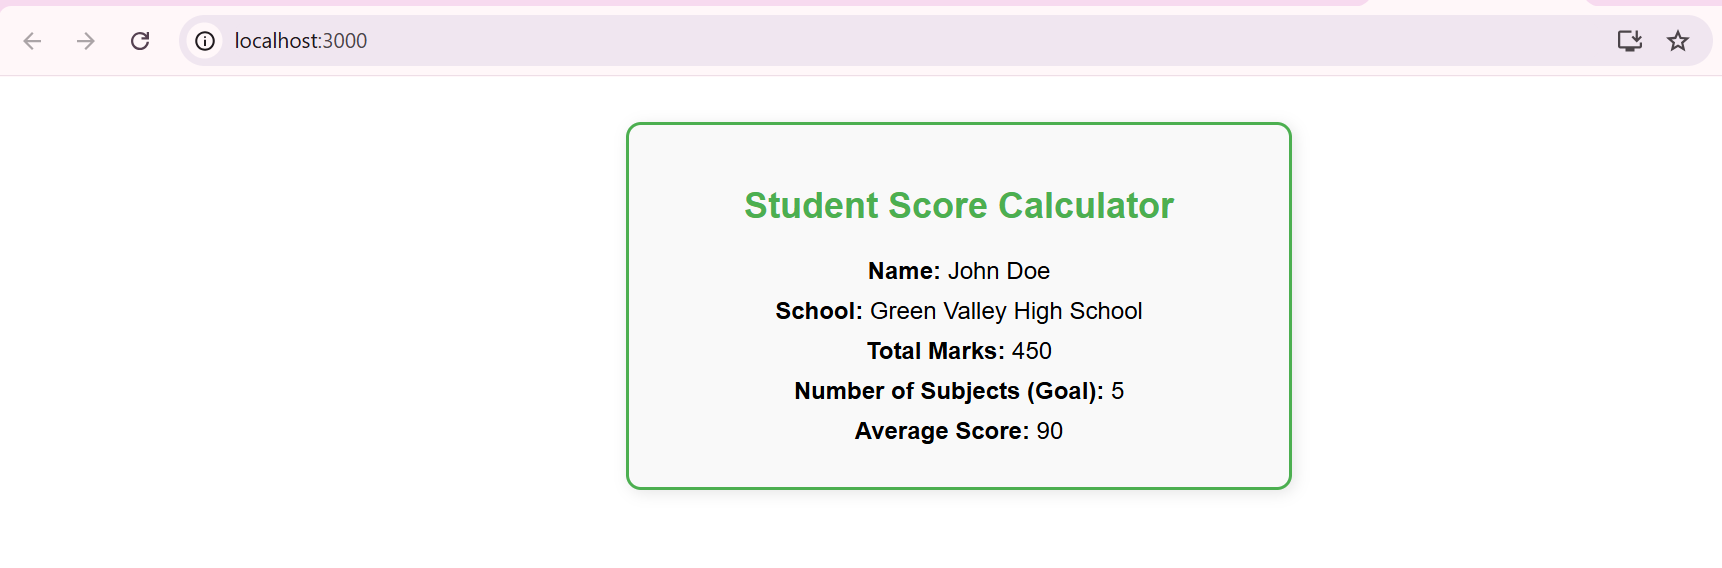 localhost:3000
Student Score Calculator
Name: John Doe
School: Green Valley High School
Total Marks: 450
Number of Subjects (Goal): 5
Average Score: 90